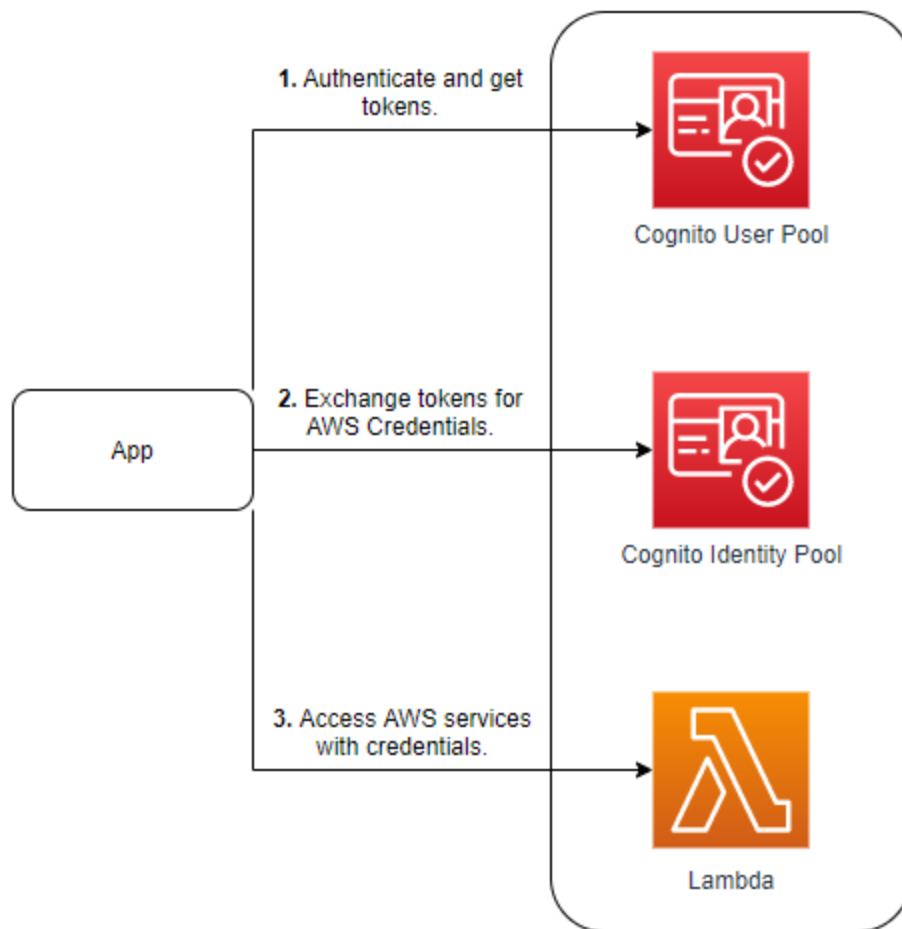 1. Authenticate and get
tokens.
Cognito User Pool
2. Exchange tokens for
AWS Credentials.
App
Cognito Identity Pool
3. Access AWS services
with credentials.
Lambda